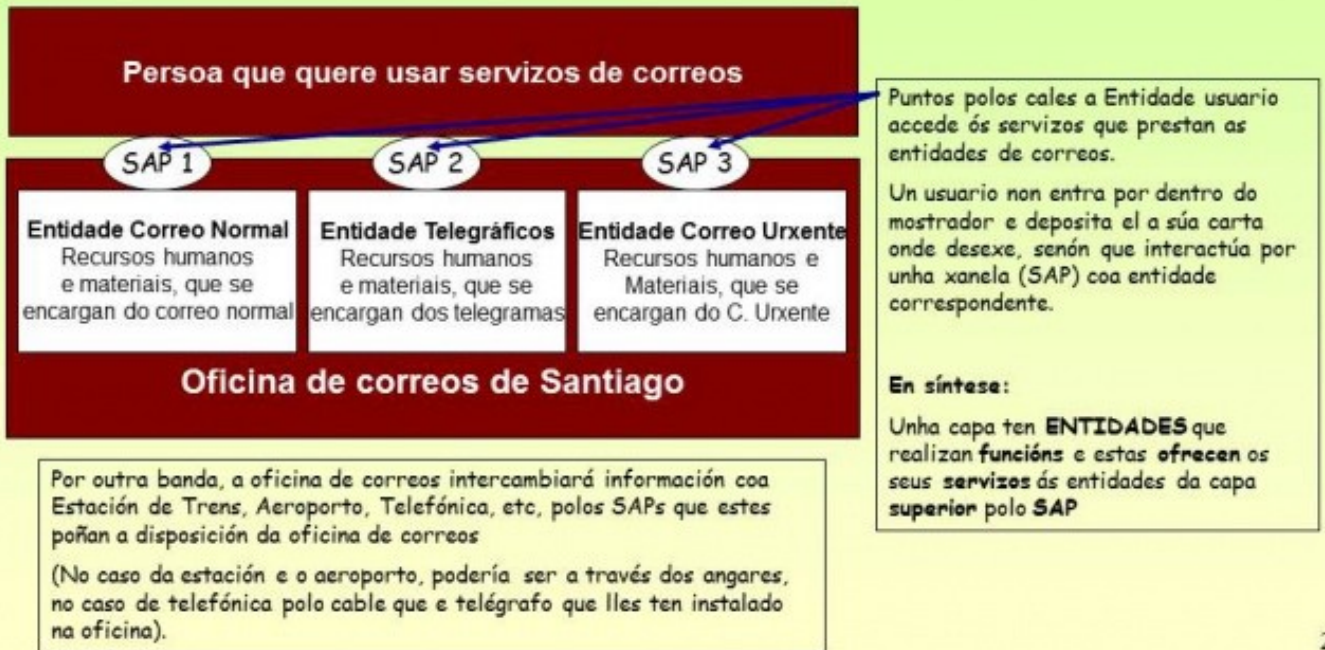 Persoa que quere usar servizos de correos
SAP 1
SAP 2
SAP 3
Entidade Correo Normal
Recursos humanos
e materiais, que se
encargan do correo normal
Entidade Telegráficos
Recursos humanos
e materiais, que se
encargan dos telegramas
Entidade Correo Urxente
Recursos humanos e
Materiais, que se
encargan do C. Urxente
Oficina de correos de Santiago
Puntos polos cales a Entidade usuario
accede ós servizos que prestan as
entidades de correos.
Un usuario non entra por dentro do
mostrador e deposita el a súa carta
onde desexe, senón que interactúa por
unha xanela (SAP) coa entidade
correspondente.
En síntese:
Unha capa ten ENTIDADES que
realizan funcións e estas ofrecen os
seus servizos ás entidades da capa
superior polo SAP
Por outra banda, a oficina de correos intercambiará información coa
Estación de Trens, Aeroporto, Telefónica, etc, polos SAPs que estes
poñan a disposición da oficina de correos
(No caso da estación e o aeroporto, podería ser a través dos angares,
no caso de telefónica polo cable que e telégrafo que lles ten instalado
na oficina).